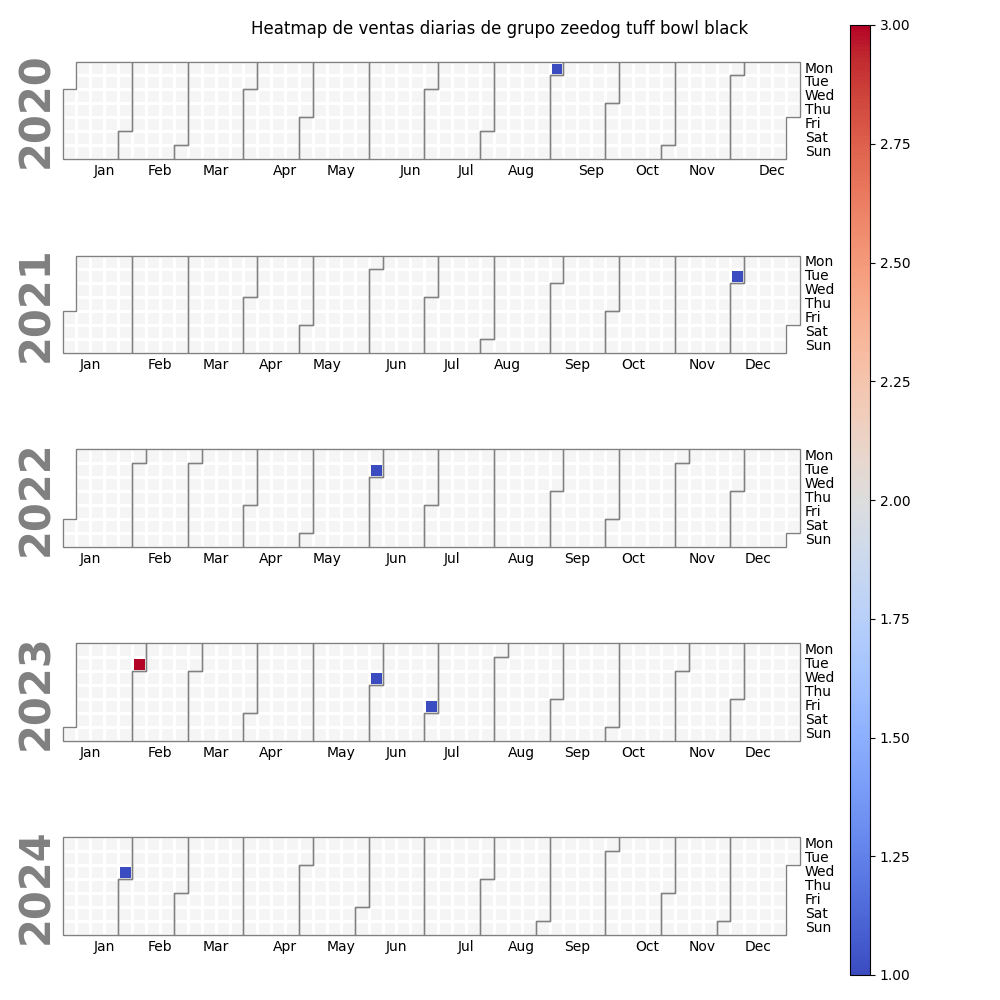 Heatmap de ventas diarias de grupo zeedog tuff bowl black
2020
Mon
Tue
Wed
Thu
Fri
Sat
Sun
Jan Feb Mar Apr May Jun Jul Aug Sep Oct Nov Dec
2021
Mon
Tue
Wed
Thu
Fri
Sat
Sun
Jan Feb Mar Apr May Jun Jul Aug Sep Oct Nov Dec
2022
Mon
Tue
Wed
Thu
Fri
Sat
Sun
Jan Feb Mar Apr May Jun Jul Aug Sep Oct Nov Dec
2023
Mon
Tue
Wed
Thu
Fri
Sat
Sun
Jan Feb Mar Apr May Jun Jul Aug Sep Oct Nov Dec
2024
Mon
Tue
Wed
Thu
Fri
Sat
Sun
Jan Feb Mar Apr May Jun Jul Aug Sep Oct Nov Dec
3.00
2.75
2.50
2.25
2.00
1.75
1.50
1.25
1.00